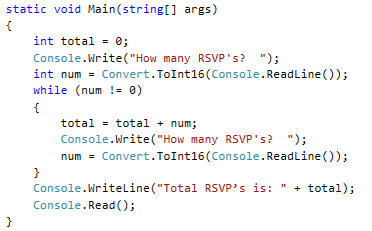 static void Main(string[] args)
{
    int total = 0;
    Console.Write("How many RSVP's?  ");
    int num = Convert.ToInt16(Console.ReadLine());
    while (num != 0)
    {
        total = total + num;
        Console.Write("How many RSVP's?  ");
        num = Convert.ToInt16(Console.ReadLine());
    }
    Console.WriteLine("Total RSVP’s is: " + total);
    Console.Read();
}